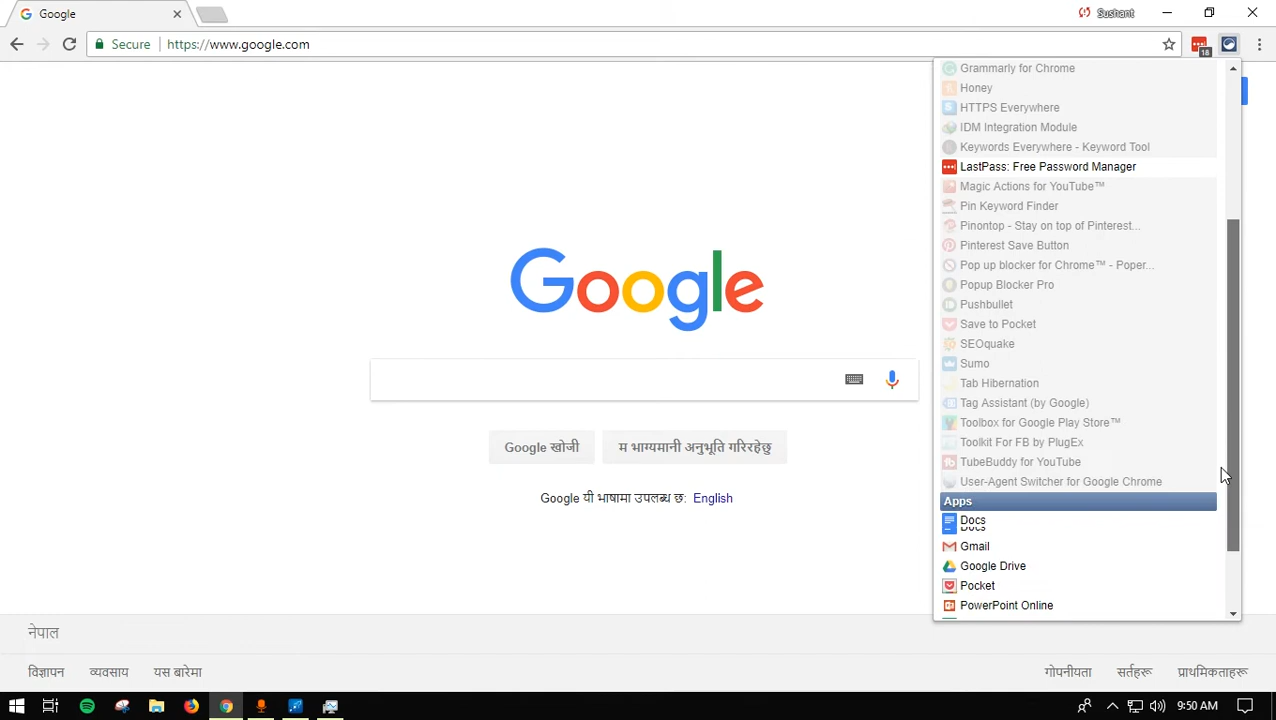 Google
Sushant
Secure
https://www.google.com
18
Grammarly for Chrome
Honey
HTTPS Everywhere
IDM Integration Module
Keywords Everywhere - Keyword Tool
LastPass: Free Password Manager
Magic Actions for YouTube™
Pin Keyword Finder
Pinontop - Stay on top of Pinterest...
Pinterest Save Button
Pop up blocker for Chrome™ - Poper...
Popup Blocker Pro
Pushbullet
Save to Pocket
SEOquake
Sumo
Tab Hibernation
Tag Assistant (by Google)
Toolbox for Google Play Store™
Toolkit For FB by PlugEx
TubeBuddy for YouTube
User-Agent Switcher for Google Chrome
Apps
Docs
Gmail
Google Drive
Pocket
PowerPoint Online
Google
Google खोजी
म भाग्यमानी अनुभूति गरिरहेछु
Google यी भाषामा उपलब्ध छ: English
नेपाल
विज्ञापन व्यवसाय यस बारेमा
गोपनीयता सर्तहरू प्राथमिकताहरू
9:50 AM